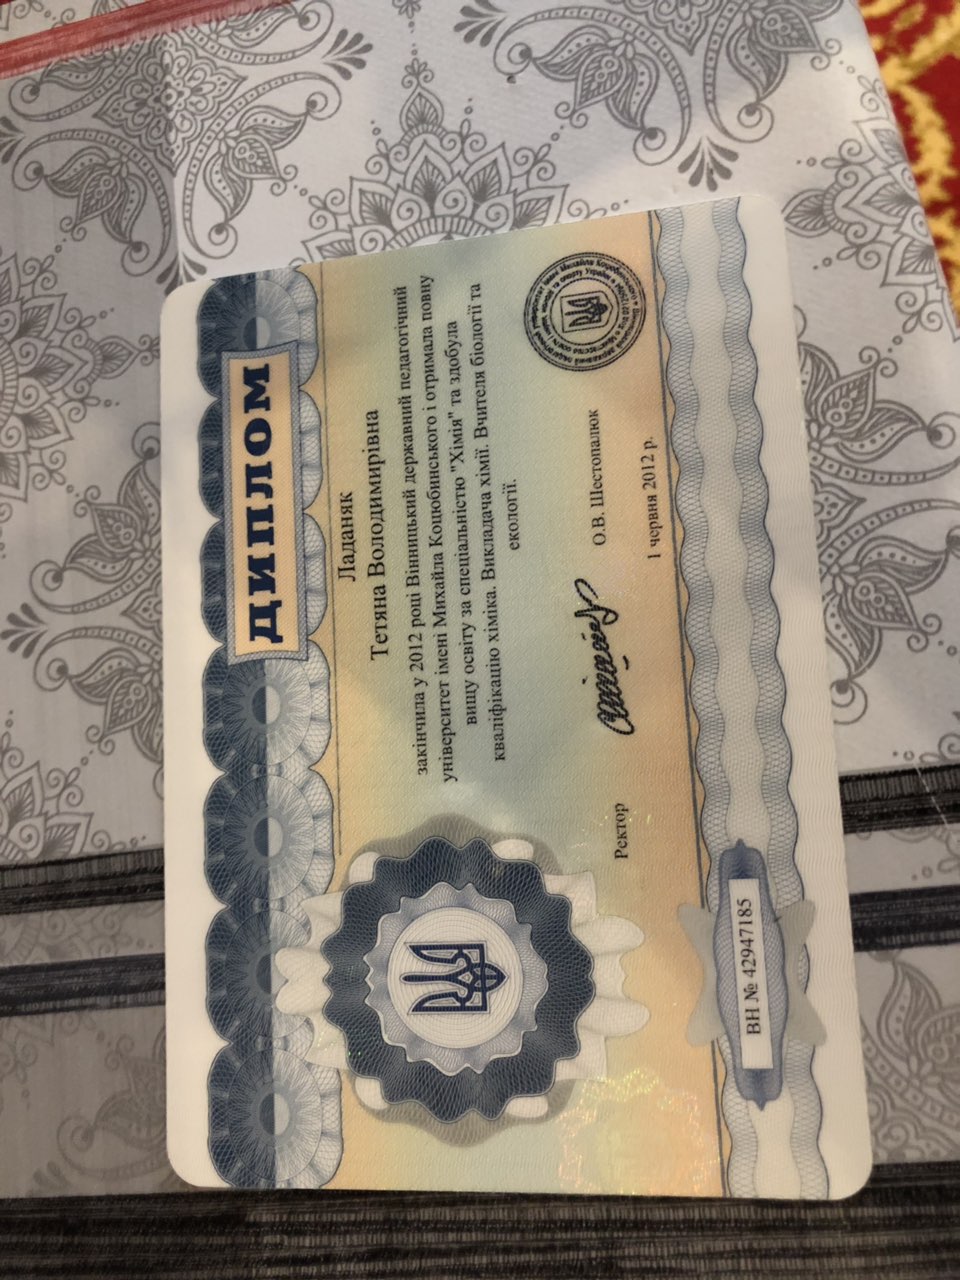 ДИПЛОМ
Ладаняк
Тетяна Володимирівна
закінчила у 2012 році Вінницький державний педагогічний
університет імені Михайла Коцюбинського і отримала повну
вищу освіту за спеціальністю "Хімія" та здобула
кваліфікацію хіміка. Викладача хімії. Вчителя біології та
екології.
Ректор О.В. Шестопалюк
1 червня 2012 р.
ВН № 42947185